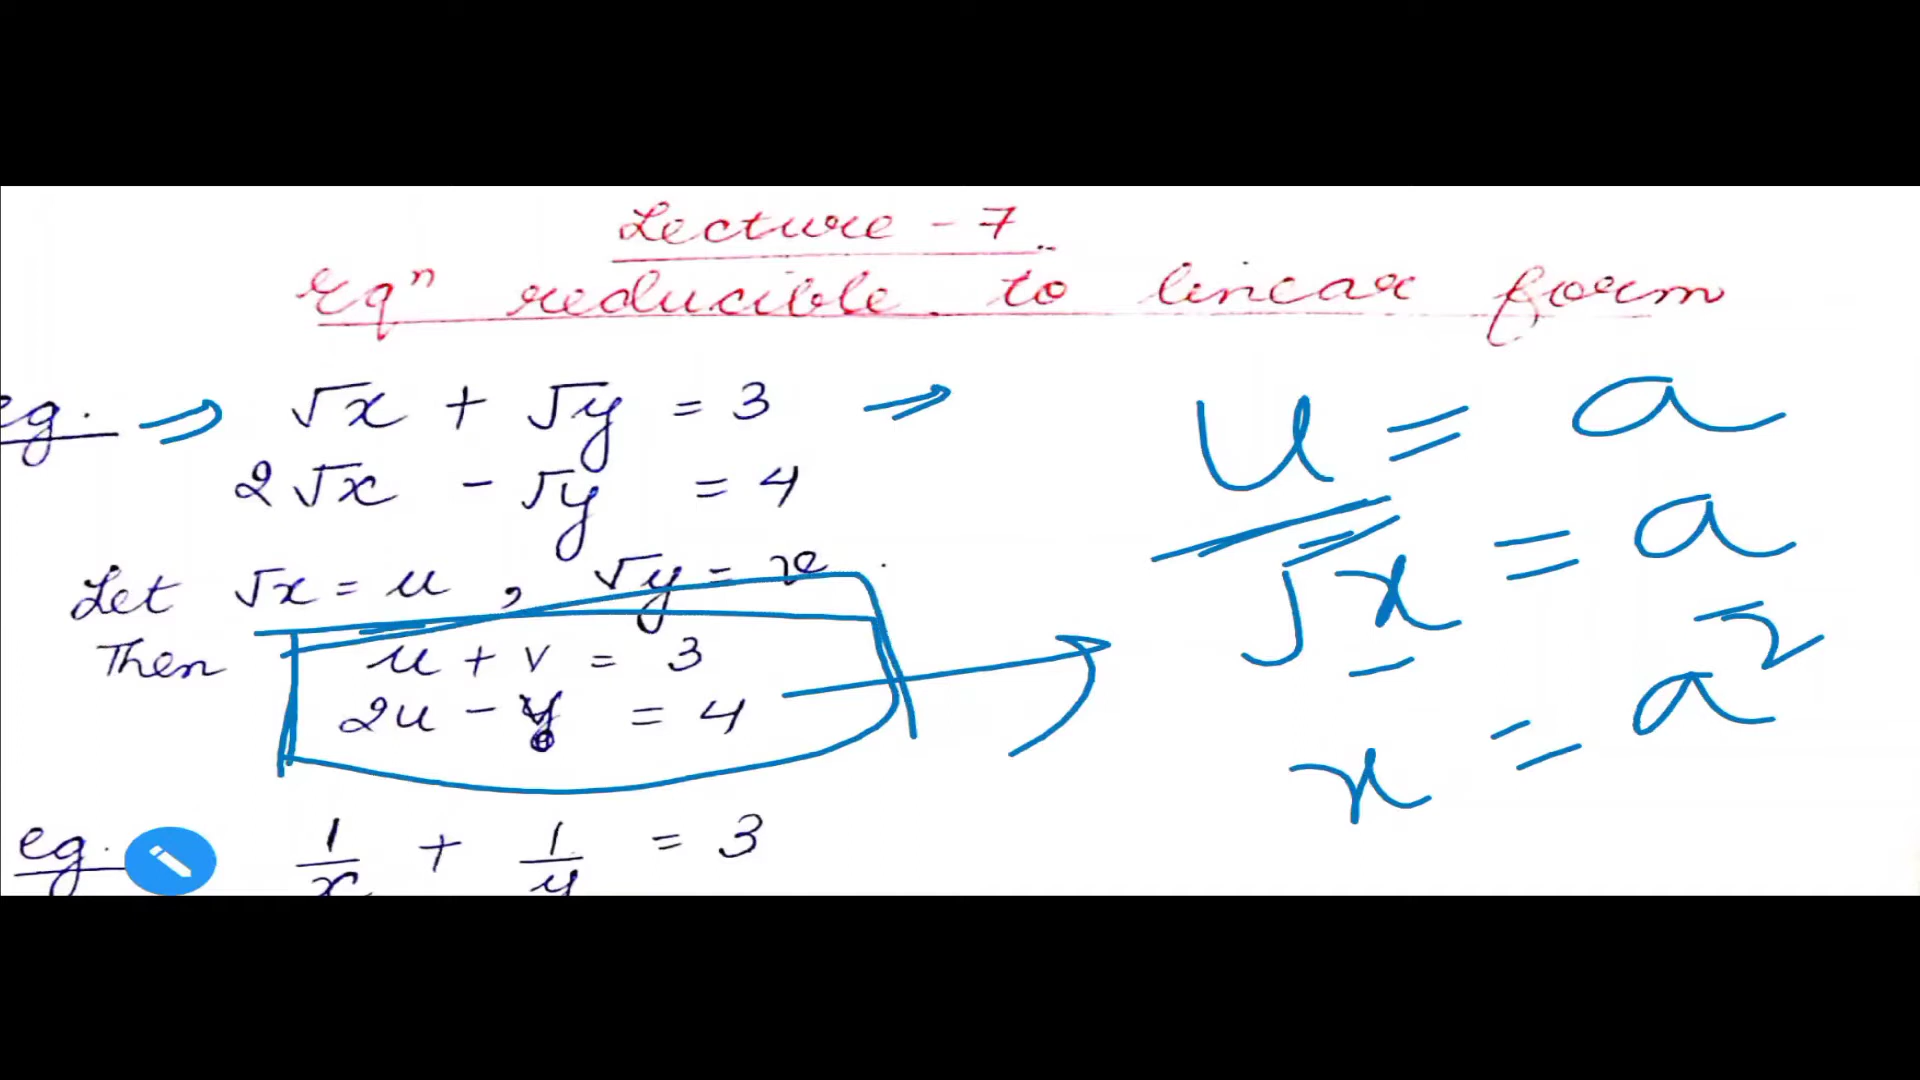 Lecture - 7
Eqⁿ reducible to linear form
eg. ⇒ √x + √y = 3 ⇒
2√x - √y = 4
Let √x = u , √y = v
Then u + v = 3
2u - v = 4
eg. 1/x + 1/y = 3
u = a
√x = a
x = a²